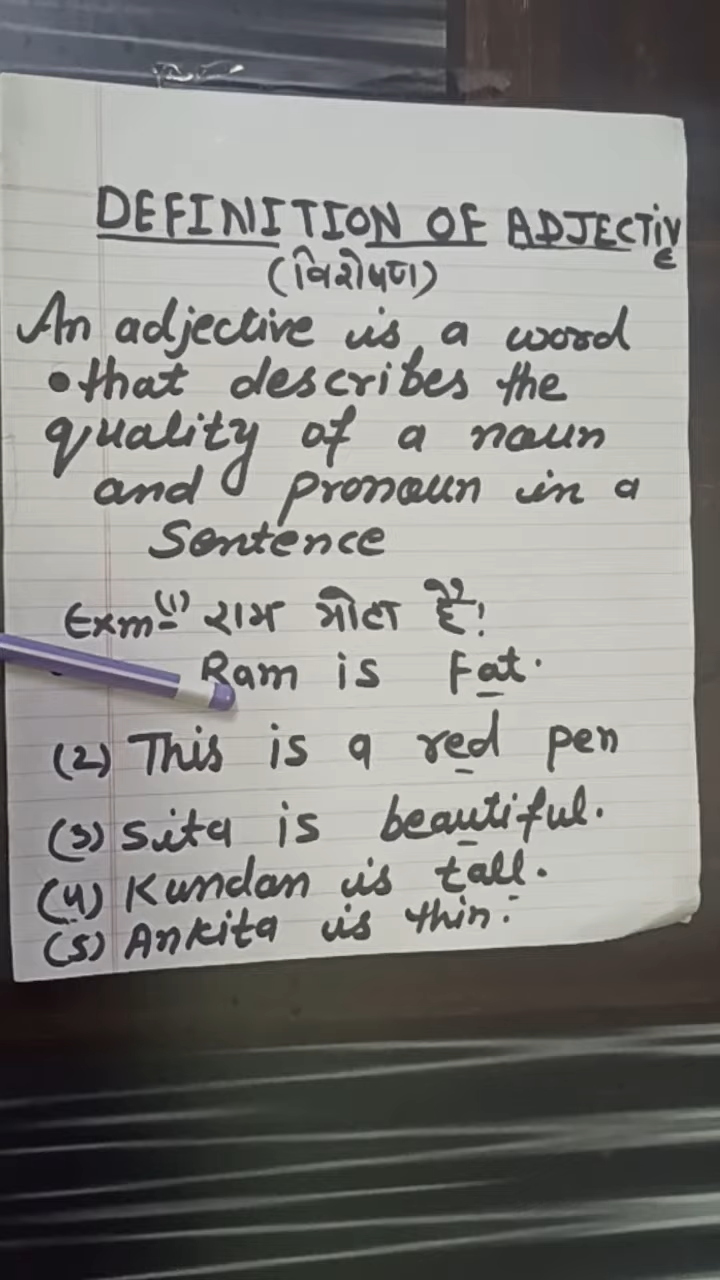 DEFINITION OF ADJECTiVE
(विशेषण)
An adjective is a word
•that describes the
quality of a noun
and pronoun in a
Sentence
Exm (1) राम मोटा है!
Ram is Fat.
(2) This is a red pen
(3) Sita is beautiful.
(4) Kundan is tall.
(5) Ankita is thin.